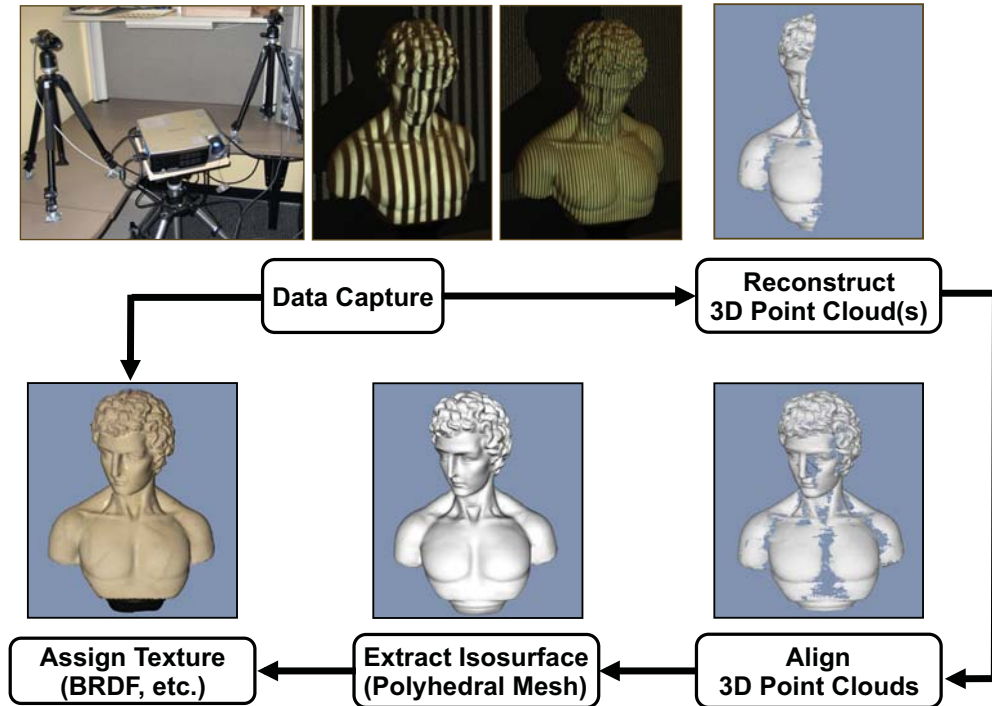 Data Capture
Reconstruct
3D Point Cloud(s)
Assign Texture
(BRDF, etc.)
Extract Isosurface
(Polyhedral Mesh)
Align
3D Point Clouds